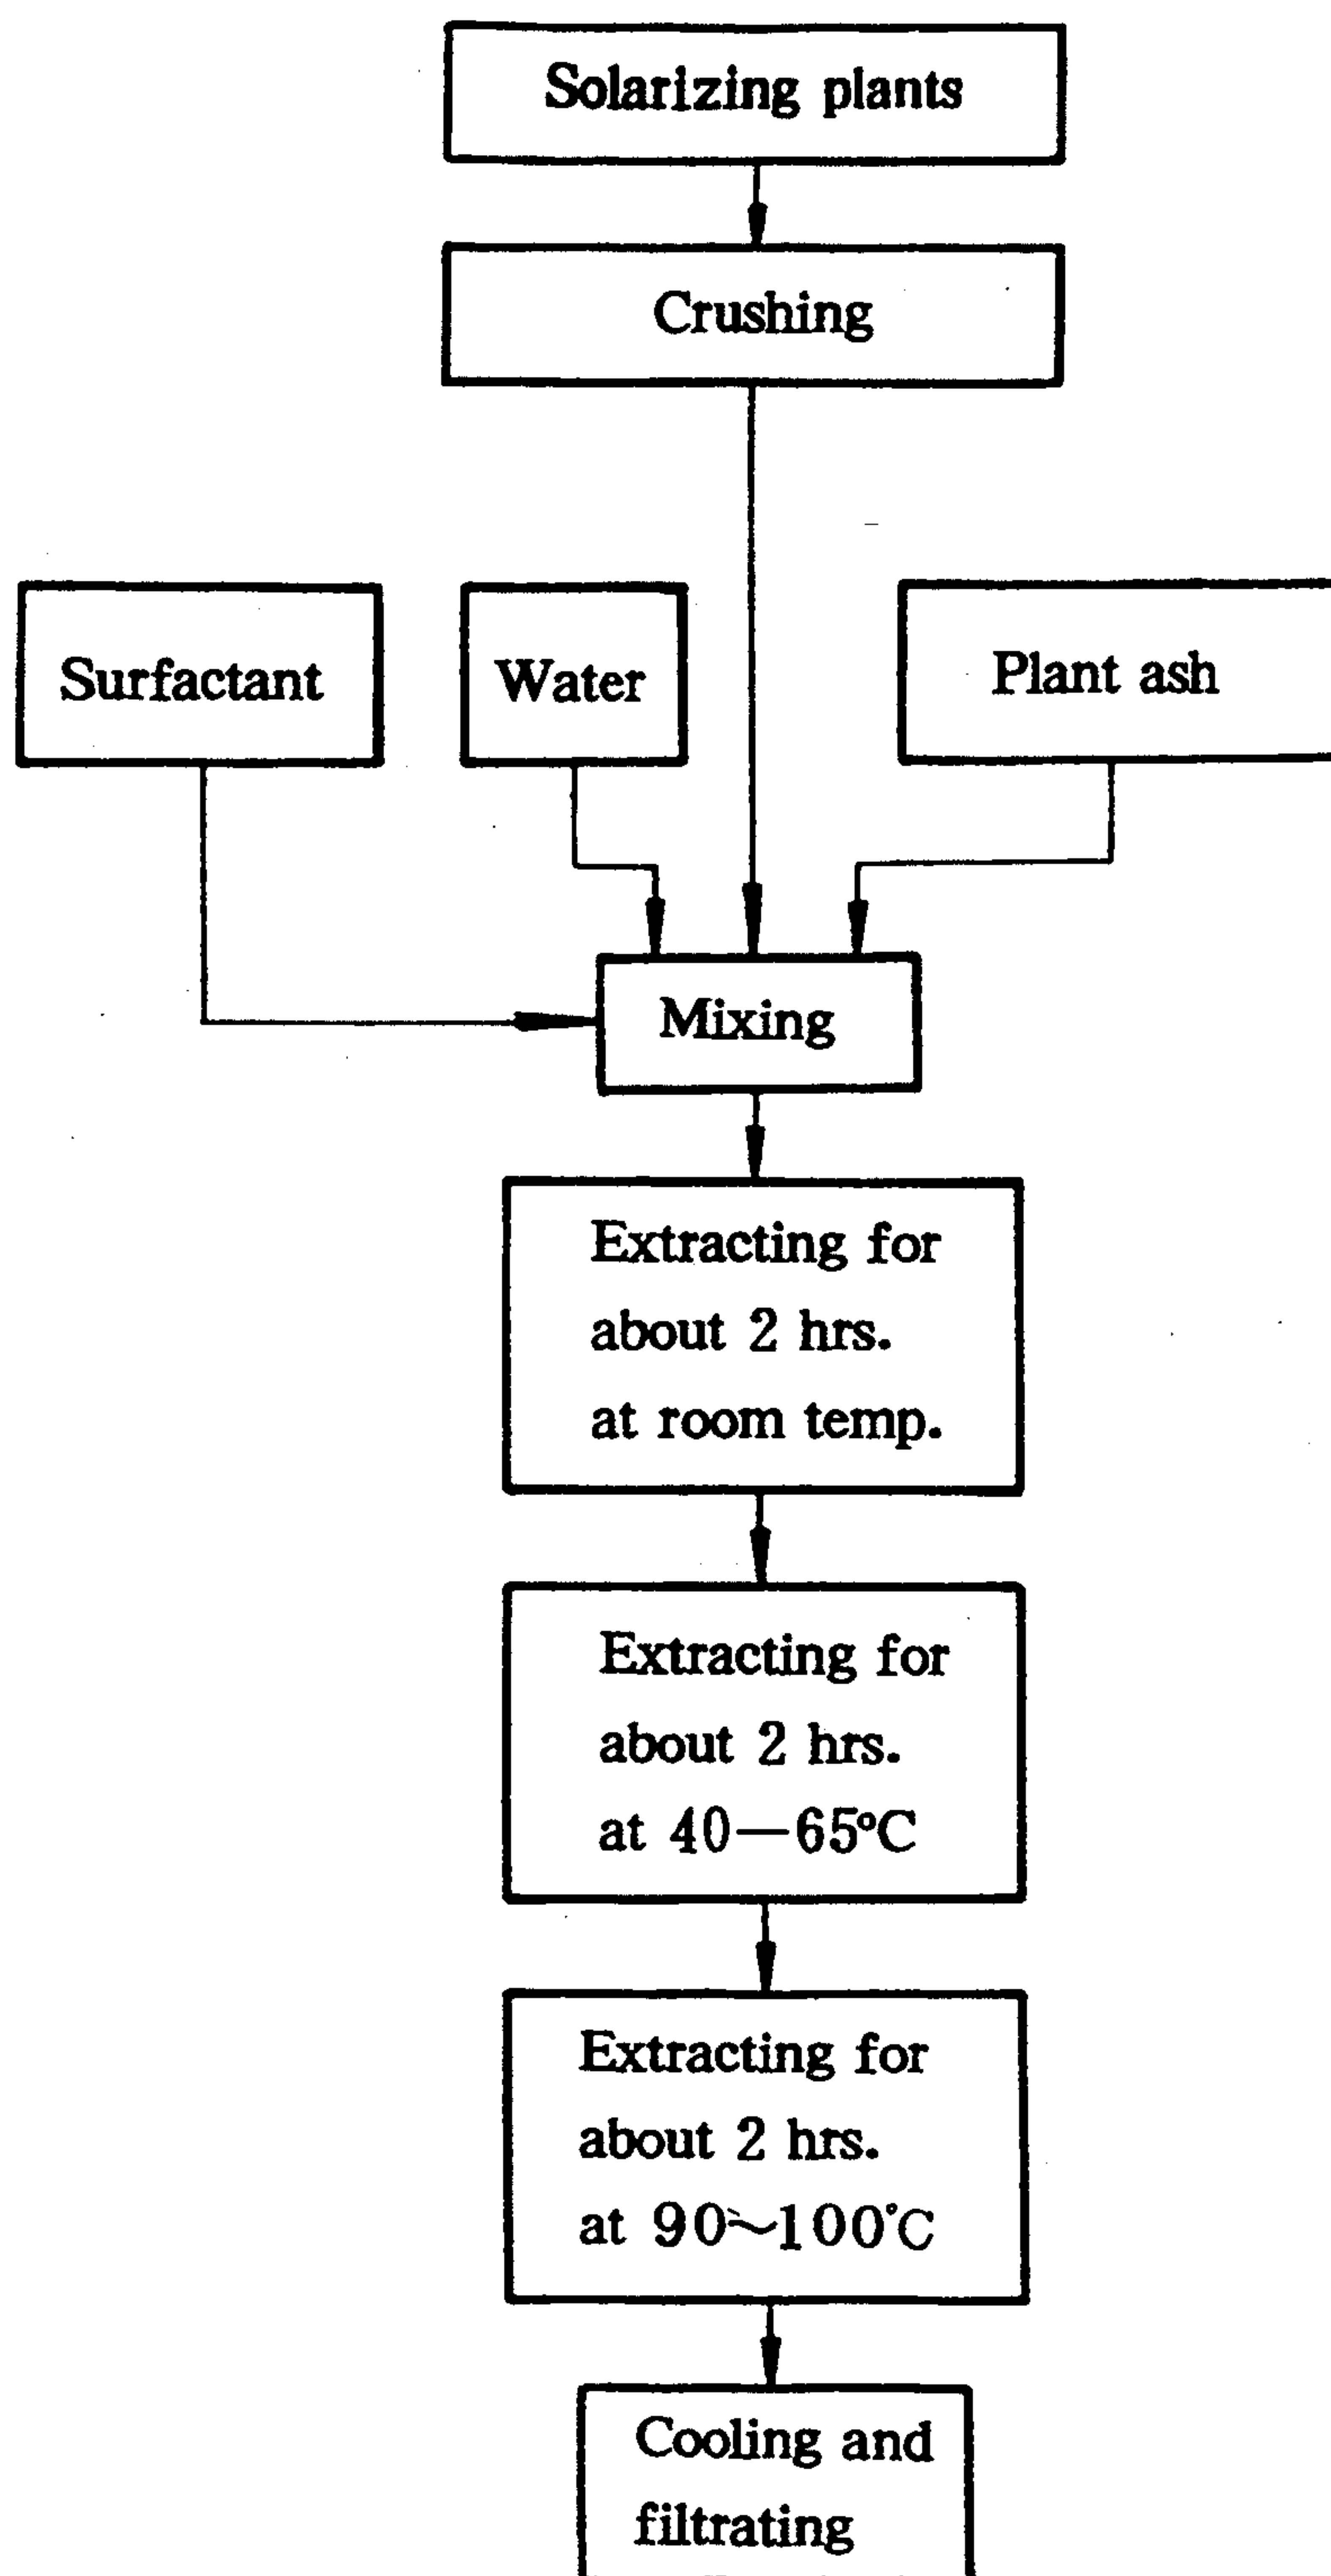 Solarizing plants
Crushing
Surfactant
Water
Plant ash
Mixing
Extracting for
about 2 hrs.
at room temp.
Extracting for
about 2 hrs.
at 40—65°C
Extracting for
about 2 hrs.
at 90~100°C
Cooling and
filtrating